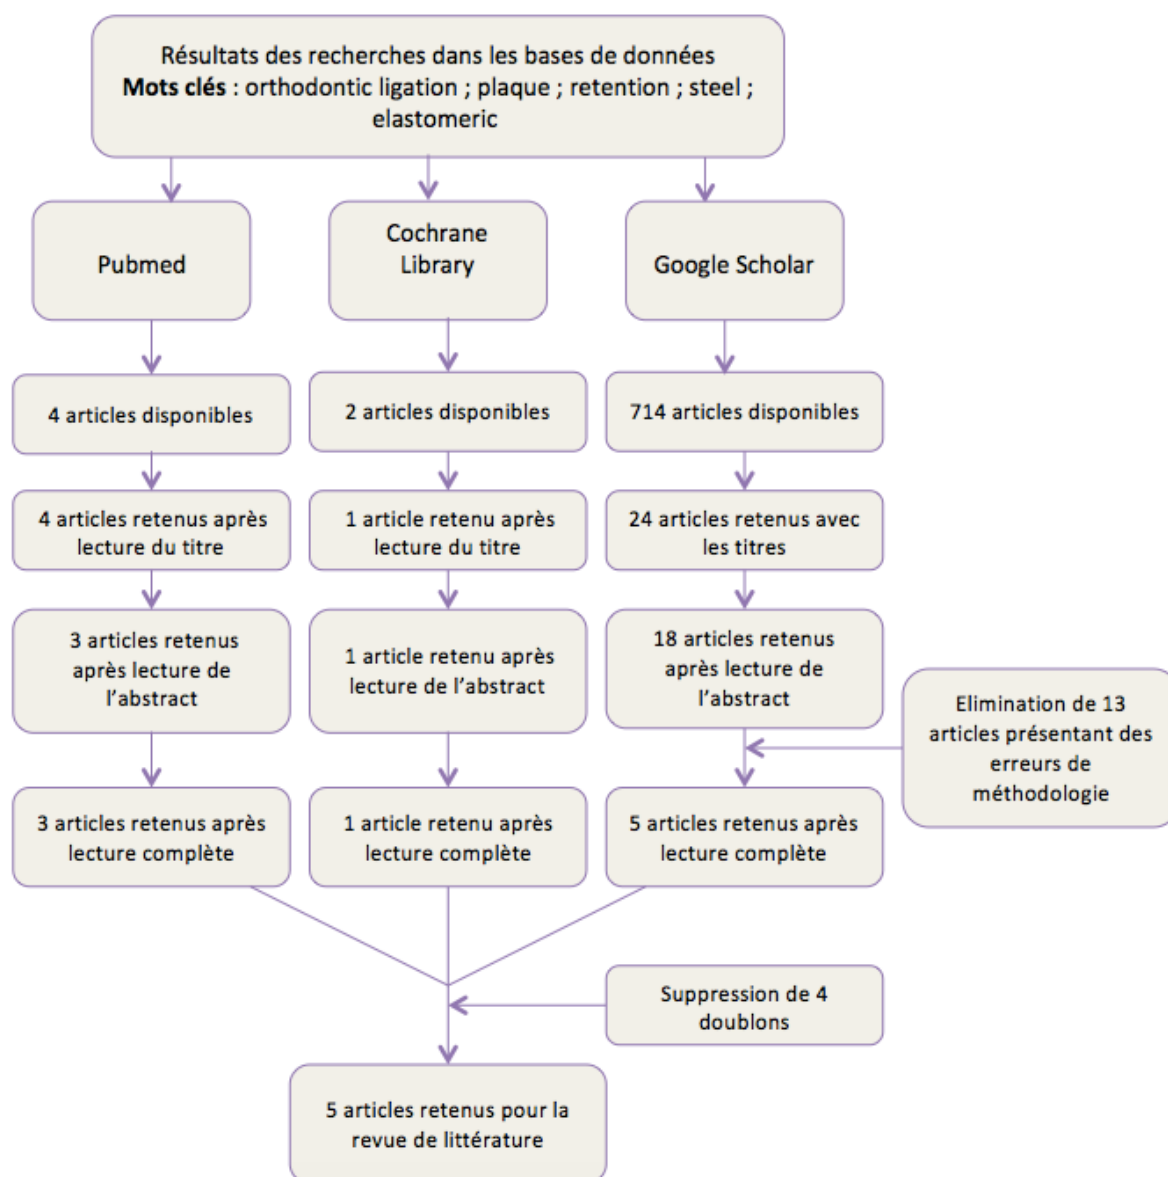 Résultats des recherches dans les bases de données
Mots clés : orthodontic ligation ; plaque ; retention ; steel ;
elastomeric
Pubmed
Cochrane
Library
Google Scholar
4 articles disponibles
2 articles disponibles
714 articles disponibles
4 articles retenus après
lecture du titre
1 article retenu après
lecture du titre
24 articles retenus avec
les titres
3 articles retenus
après lecture de
l'abstract
1 article retenu après
lecture de l'abstract
18 articles retenus
après lecture de
l'abstract
Elimination de 13
articles présentant des
erreurs de
méthodologie
3 articles retenus après
lecture complète
1 article retenu après
lecture complète
5 articles retenus après
lecture complète
Suppression de 4
doublons
5 articles retenus pour la
revue de littérature